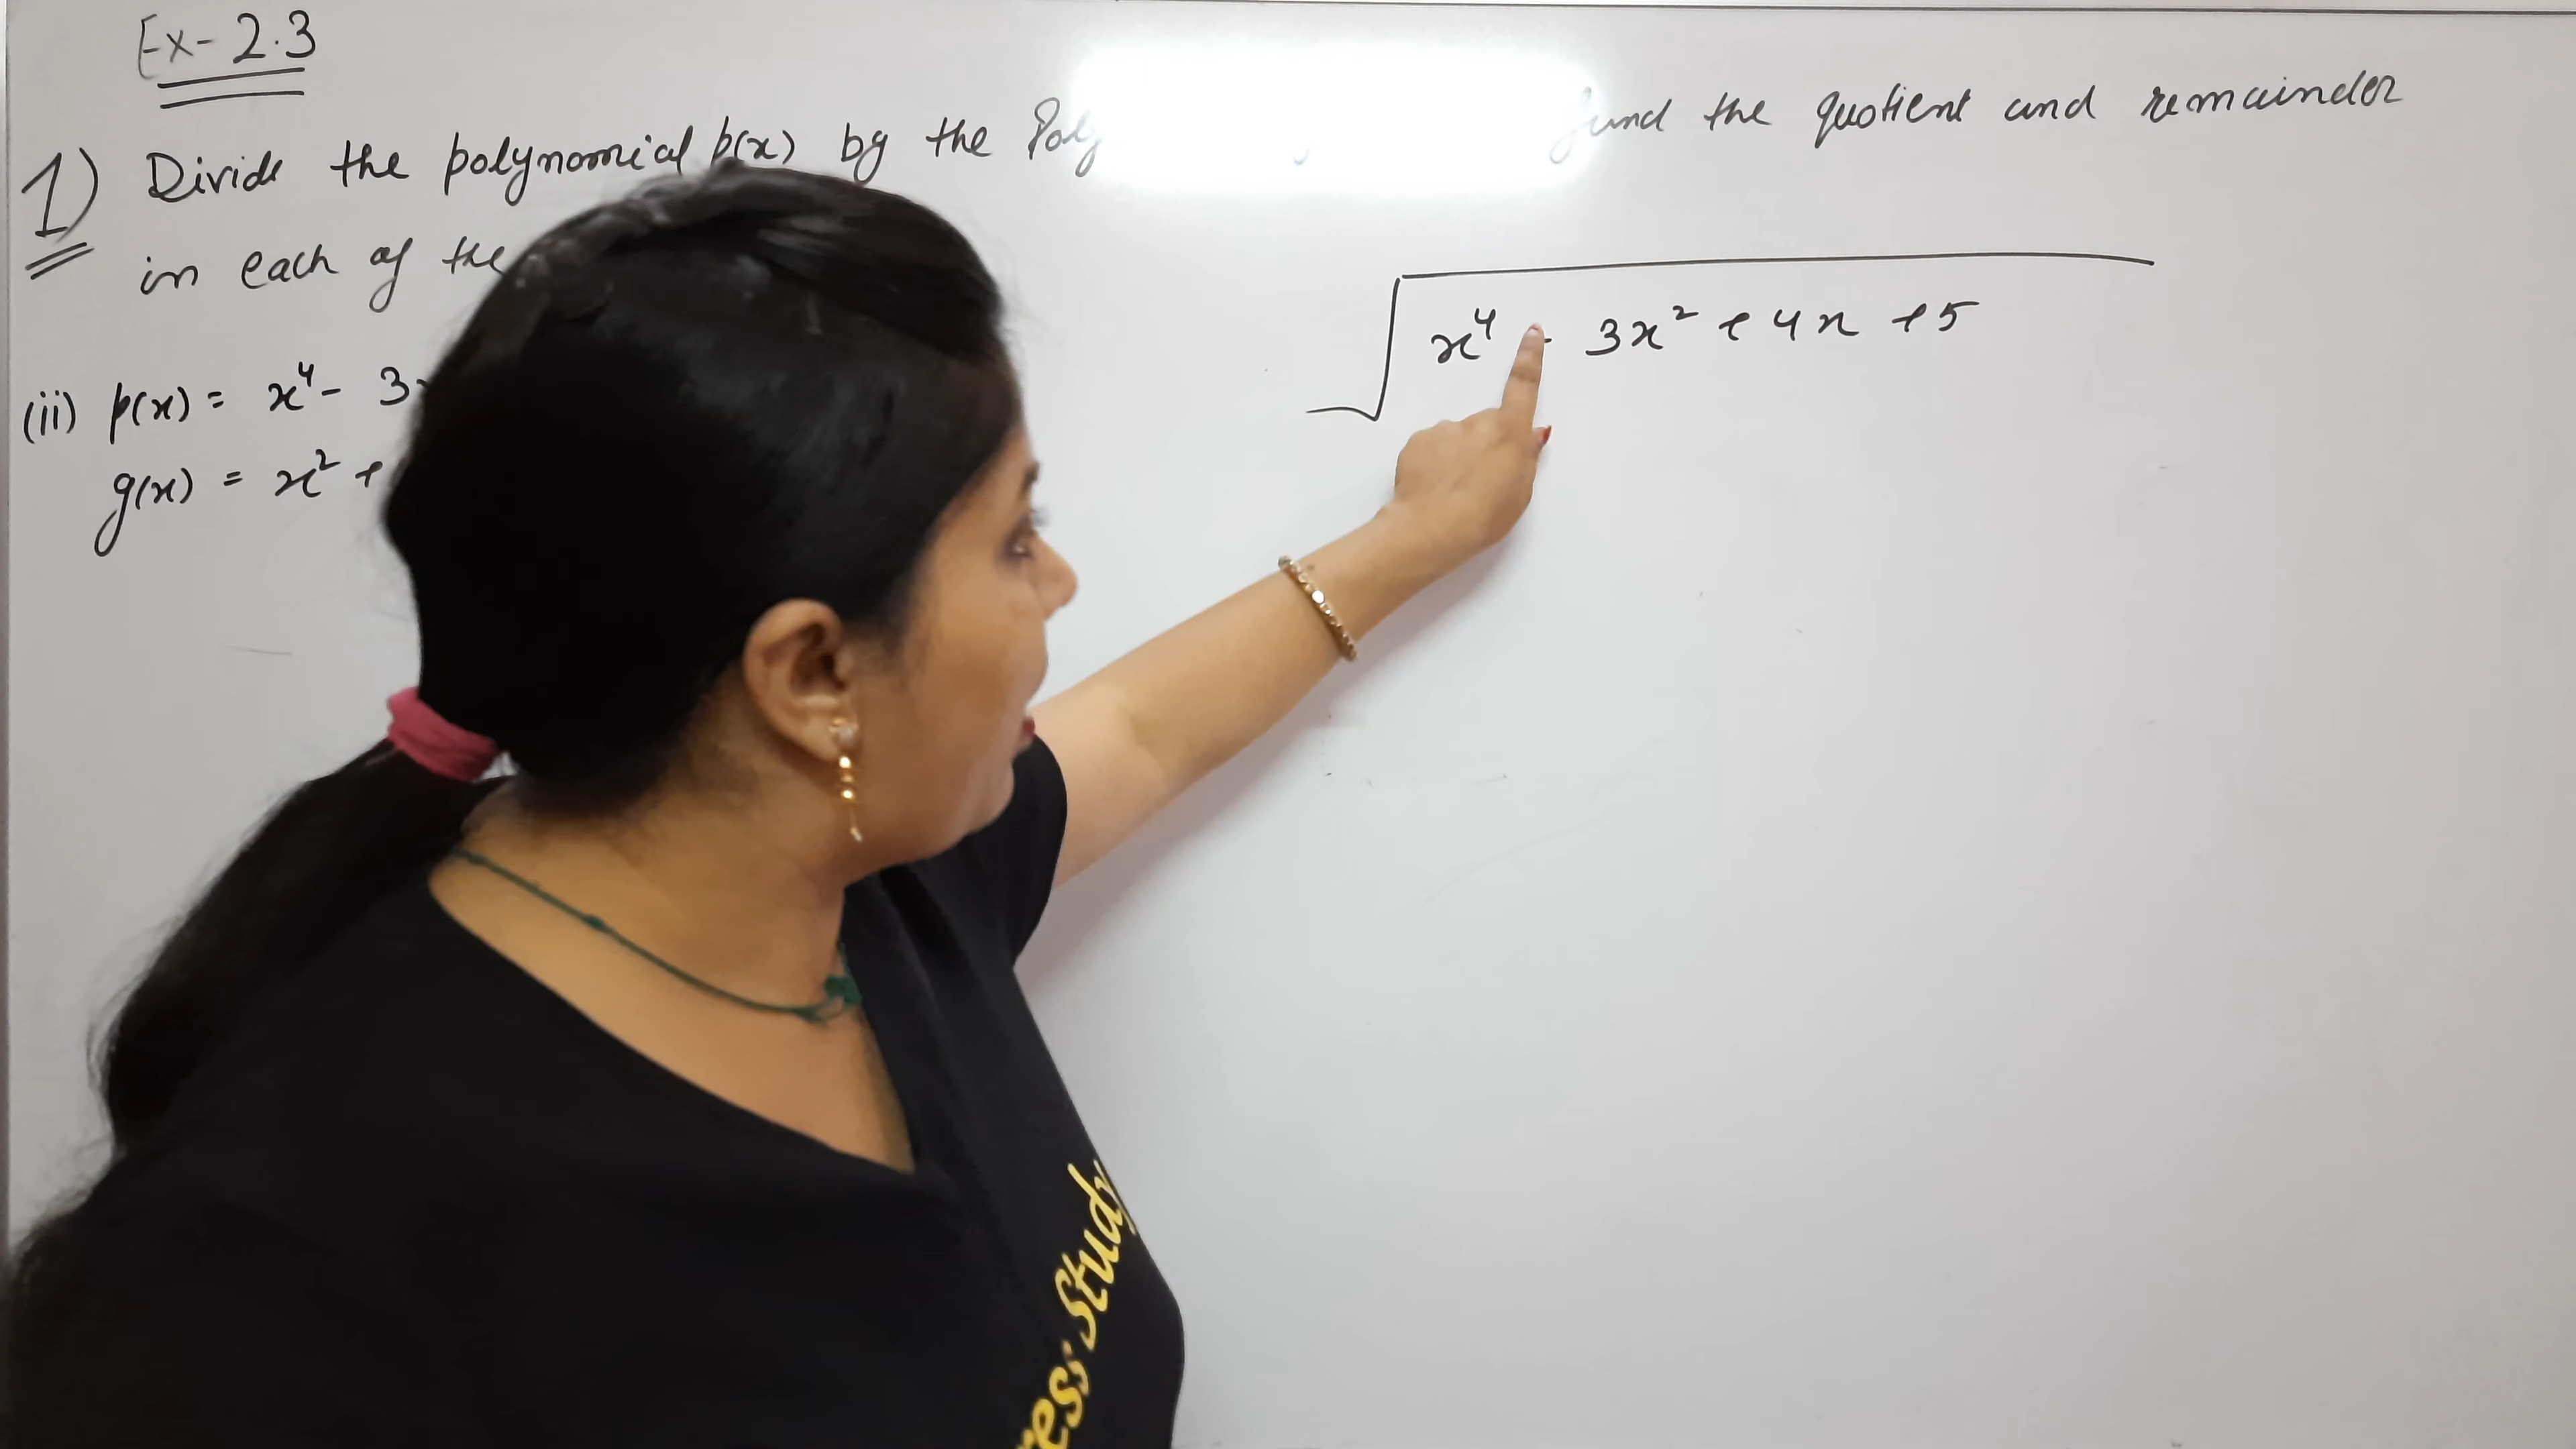 Ex- 2.3
1) Divide the polynomial p(x) by the find the quotient and remainder
in each of the
x⁴ - 3x² + 4x + 5
(ii) p(x) = x⁴ - 3
g(x) = x² +
Study